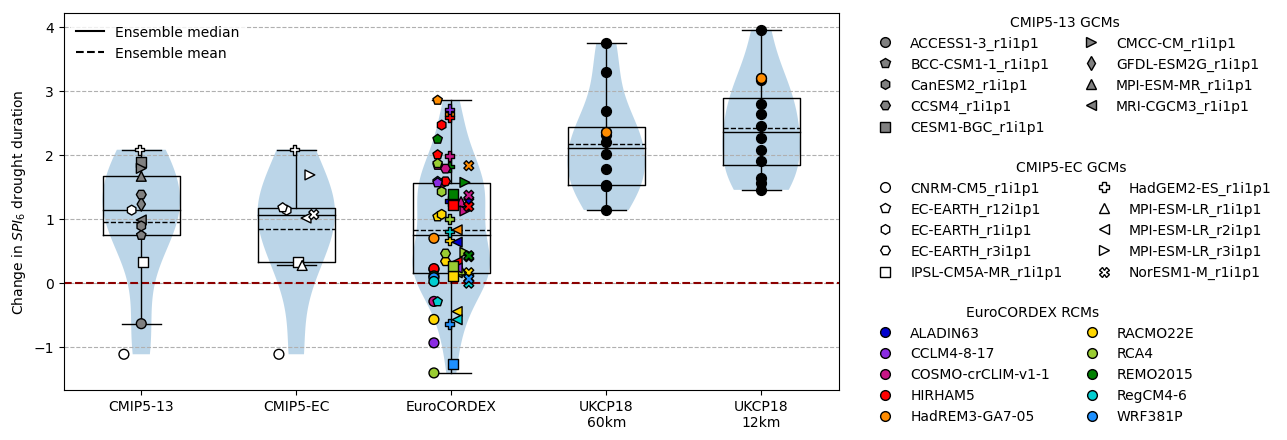 Change in SPI6 drought duration
4
3
2
1
0
−1
Ensemble median
Ensemble mean
CMIP5-13
CMIP5-EC
EuroCORDEX
UKCP18
60km
UKCP18
12km
CMIP5-13 GCMs
ACCESS1-3_r1i1p1
BCC-CSM1-1_r1i1p1
CanESM2_r1i1p1
CCSM4_r1i1p1
CESM1-BGC_r1i1p1
CMCC-CM_r1i1p1
GFDL-ESM2G_r1i1p1
MPI-ESM-MR_r1i1p1
MRI-CGCM3_r1i1p1
CMIP5-EC GCMs
CNRM-CM5_r1i1p1
EC-EARTH_r12i1p1
EC-EARTH_r1i1p1
EC-EARTH_r3i1p1
IPSL-CM5A-MR_r1i1p1
HadGEM2-ES_r1i1p1
MPI-ESM-LR_r1i1p1
MPI-ESM-LR_r2i1p1
MPI-ESM-LR_r3i1p1
NorESM1-M_r1i1p1
EuroCORDEX RCMs
ALADIN63
CCLM4-8-17
COSMO-crCLIM-v1-1
HIRHAM5
HadREM3-GA7-05
RACMO22E
RCA4
REMO2015
RegCM4-6
WRF381P